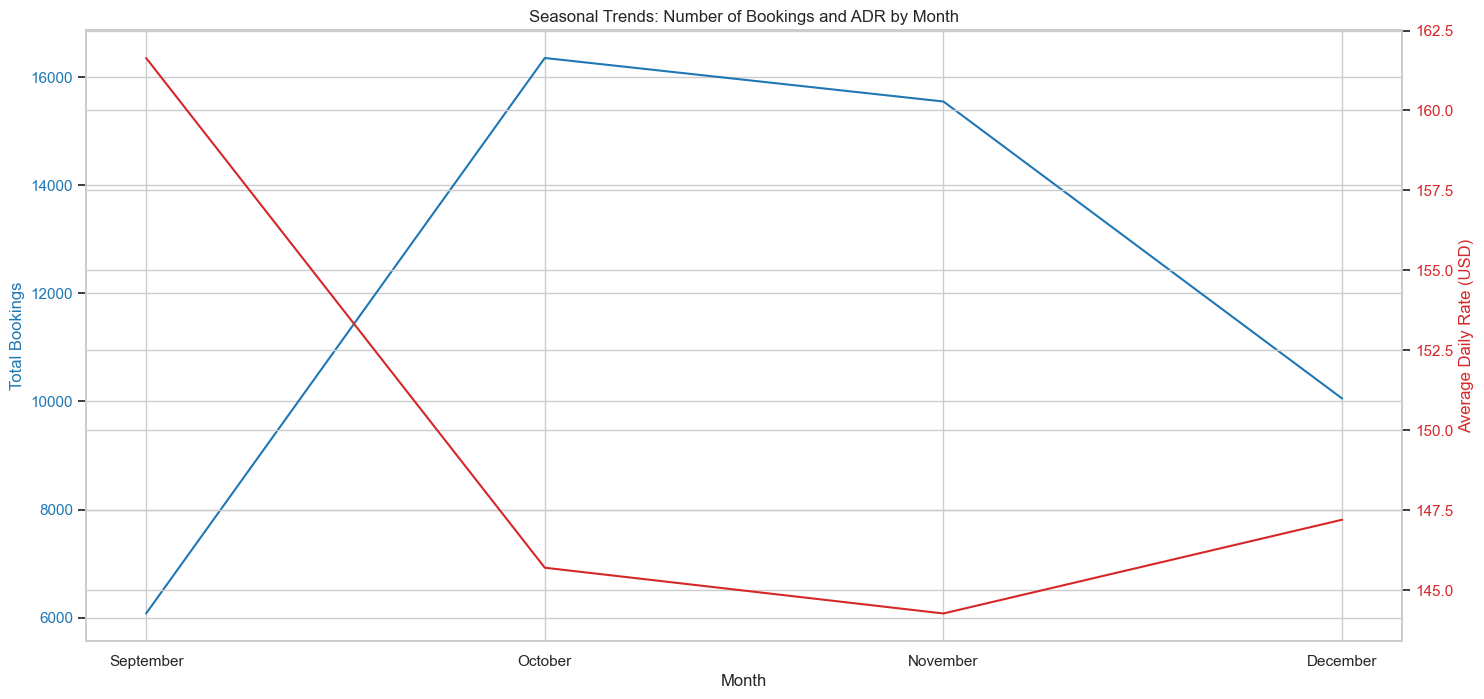 Seasonal Trends: Number of Bookings and ADR by Month
Total Bookings
16000
14000
12000
10000
8000
6000
162.5
160.0
157.5
155.0
152.5
150.0
147.5
145.0
Average Daily Rate (USD)
September October November December
Month